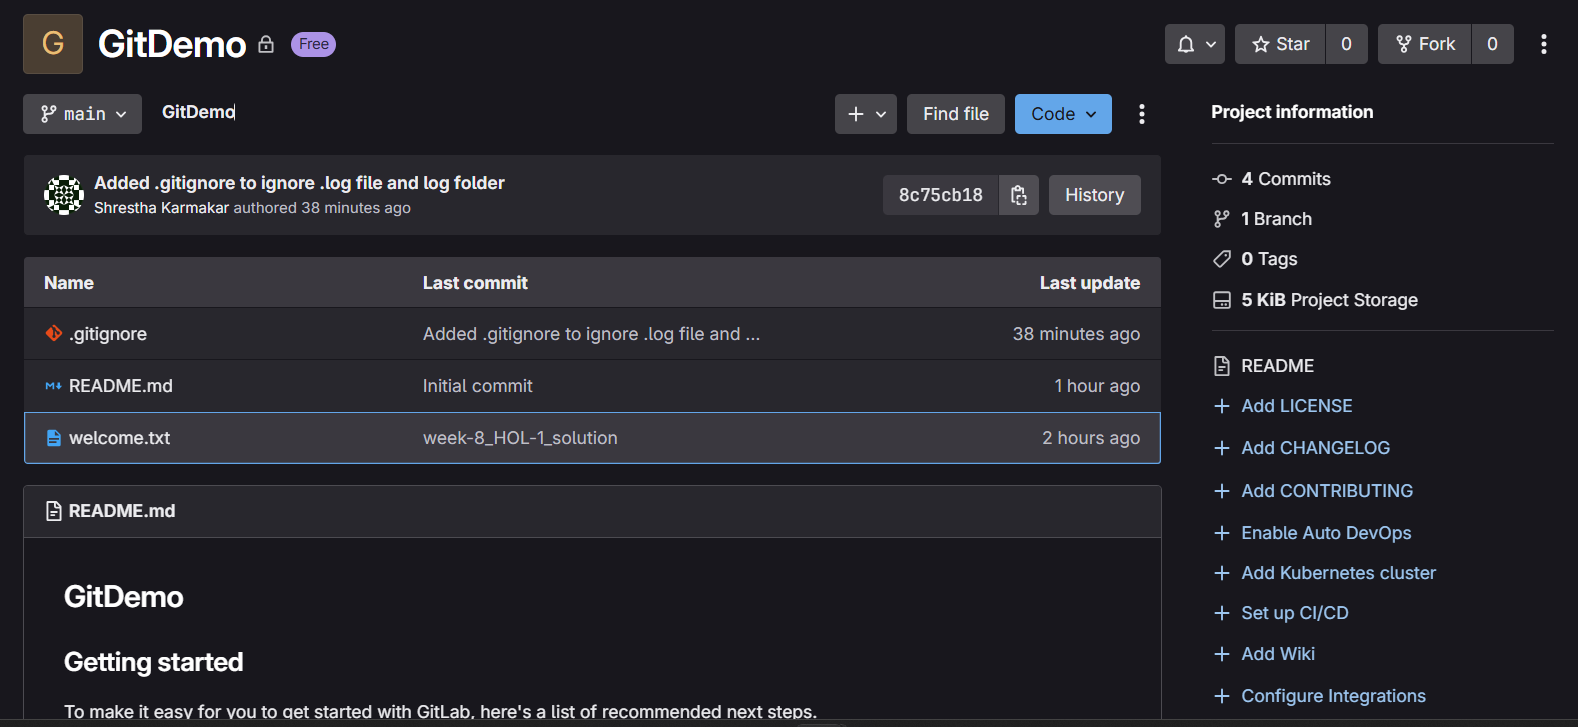 G GitDemo Free
Star 0 Fork 0
main GitDemo Find file Code
Added .gitignore to ignore .log file and log folder
Shrestha Karmakar authored 38 minutes ago
8c75cb18 History
Name Last commit Last update
.gitignore Added .gitignore to ignore .log file and ... 38 minutes ago
README.md Initial commit 1 hour ago
welcome.txt week-8_HOL-1_solution 2 hours ago
README.md
GitDemo
Getting started
To make it easy for you to get started with GitLab, here's a list of recommended next steps.
Project information
4 Commits
1 Branch
0 Tags
5 KiB Project Storage
README
Add LICENSE
Add CHANGELOG
Add CONTRIBUTING
Enable Auto DevOps
Add Kubernetes cluster
Set up CI/CD
Add Wiki
Configure Integrations